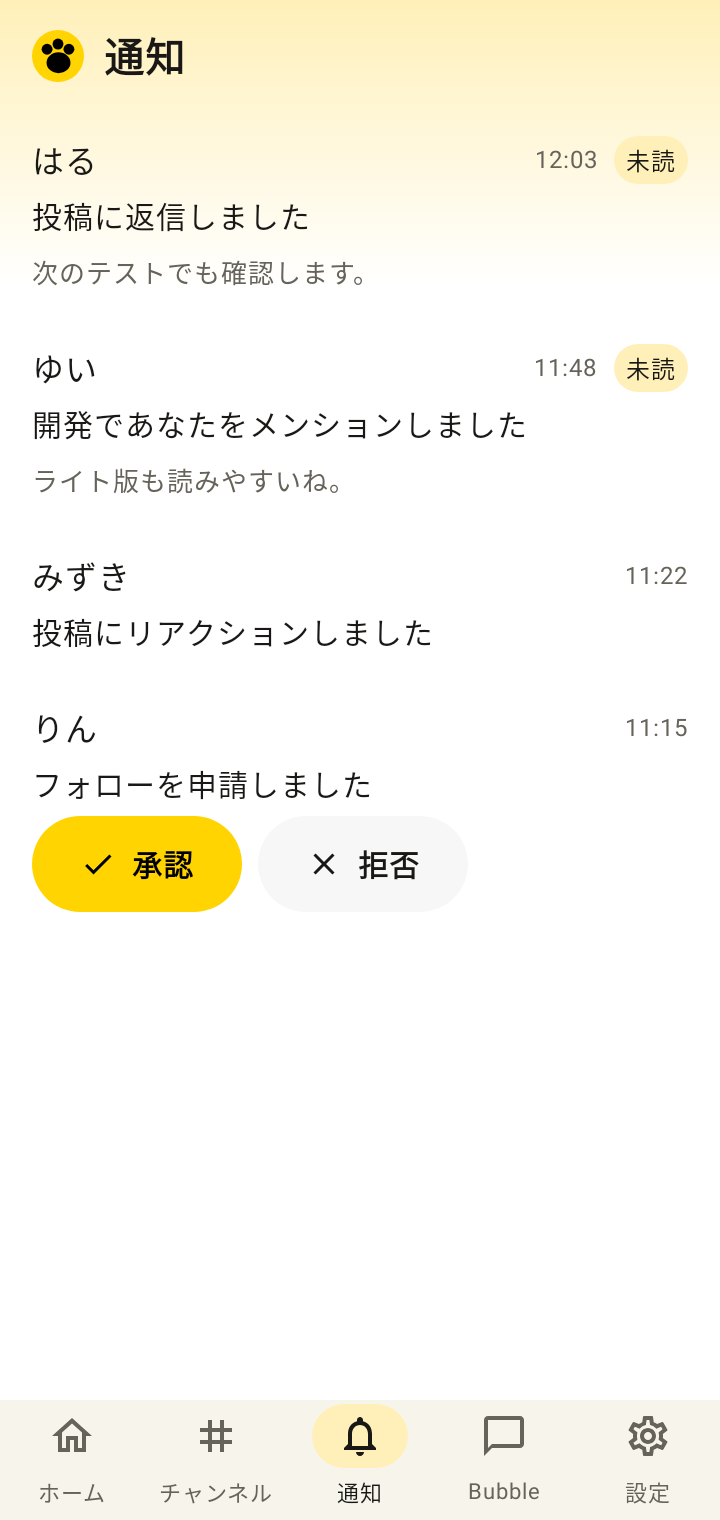 通知
はる 12:03 未読
投稿に返信しました
次のテストでも確認します。
ゆい 11:48 未読
開発であなたをメンションしました
ライト版も読みやすいね。
みずき 11:22
投稿にリアクションしました
りん 11:15
フォローを申請しました
承認 拒否
ホーム チャンネル 通知 Bubble 設定